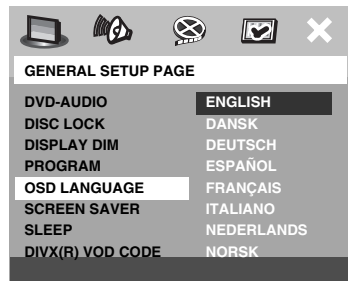 GENERAL SETUP PAGE
DVD-AUDIO ENGLISH
DISC LOCK DANSK
DISPLAY DIM DEUTSCH
PROGRAM ESPAÑOL
OSD LANGUAGE FRANÇAIS
SCREEN SAVER ITALIANO
SLEEP NEDERLANDS
DIVX(R) VOD CODE NORSK